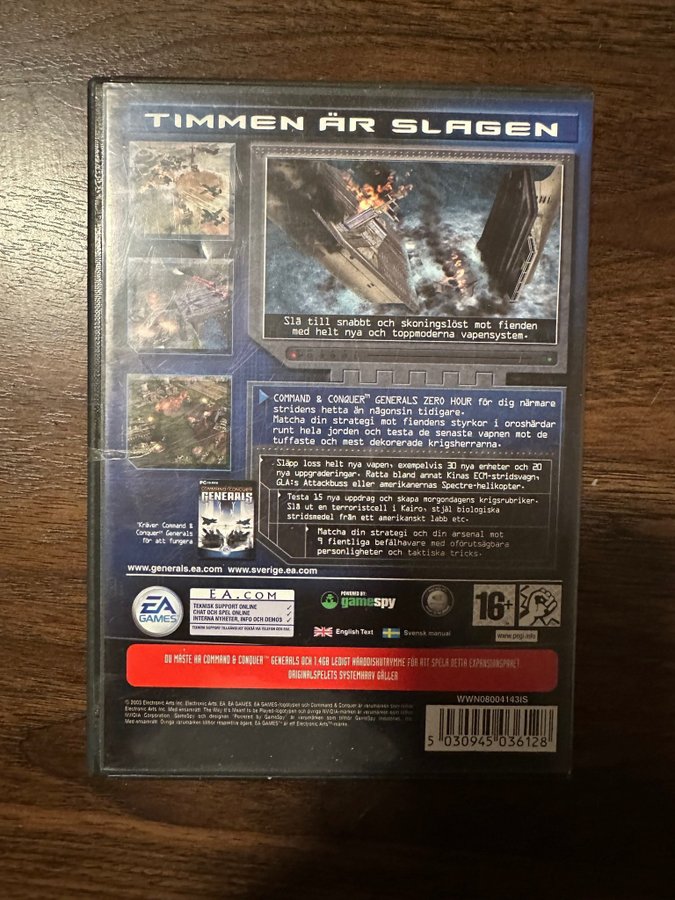 TIMMEN ÄR SLAGEN
Slå till snabbt och skoningslöst mot fienden
med helt nya och toppmoderna vapensystem.
COMMAND & CONQUER™ GENERALS ZERO HOUR för dig närmare
stridens hetta än någonsin tidigare.
Matcha din strategi mot fiendens styrkor i oroshärdar
runt hela jorden och testa de senaste vapnen mot de
tuffaste och mest dekorerade krigsherrarna.
Släpp loss helt nya vapen, exempelvis 30 nya enheter och 20
nya uppgraderingar. Ratta bland annat Kinas ECM-stridsvagn,
GLA:s Attackbuss eller amerikanernas Spectre-helikopter.
Testa 15 nya uppdrag och skapa morgondagens krigsrubriker.
Slå ut en terroristcell i Kairo, stjäl biologiska
stridsmedel från ett amerikanskt labb etc.
Matcha din strategi och din arsenal mot
9 fientliga befälhavare med oförutsägbara
personligheter och taktiska tricks.
COMMAND & CONQUER
GENERALS
*Kräver Command &
Conquer™ Generals
för att fungera
www.generals.ea.com www.sverige.ea.com
EA GAMES™
EA.COM
TEKNISK SUPPORT ONLINE
CHAT OCH SPEL ONLINE
INTERNA NYHETER, INFO OCH DEMOS
POWERED BY:
gamespy
16+
www.pegi.info
English Text
Svensk manual
DU MÅSTE HA COMMAND & CONQUER™ GENERALS OCH 1,4GB LEDIGT HÅRDDISKUTRYMME FÖR ATT SPELA DETTA EXPANSIONSPAKET.
ORIGINALSPELETS SYSTEMKRAV GÄLLER
WWN08004143IS
5 030945 036128